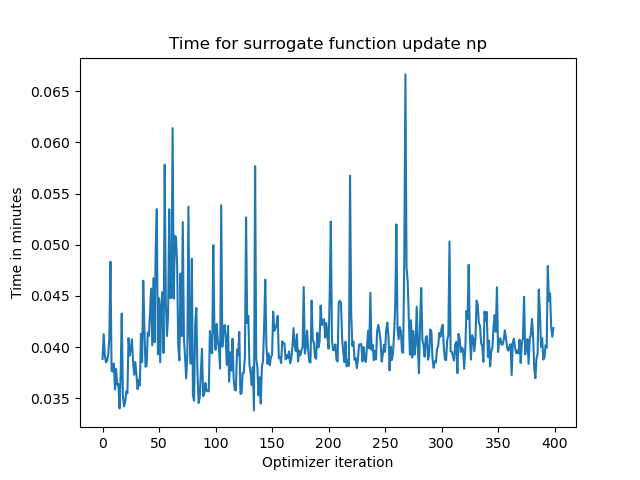 Time for surrogate function update np
0.065
0.060
0.055
0.050
0.045
0.040
0.035
Time in minutes
0 50 100 150 200 250 300 350 400
Optimizer iteration